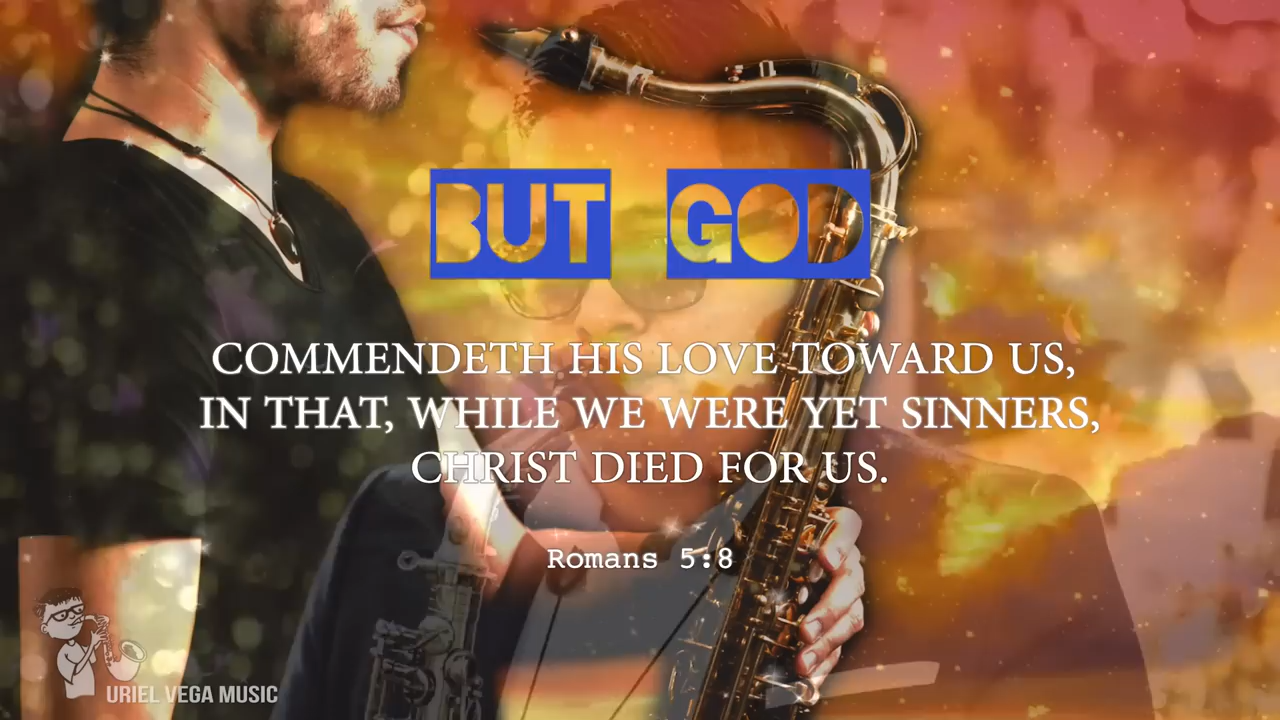 BUT GOD
COMMENDETH HIS LOVE TOWARD US,
IN THAT, WHILE WE WERE YET SINNERS,
CHRIST DIED FOR US.
Romans 5:8
URIEL VEGA MUSIC